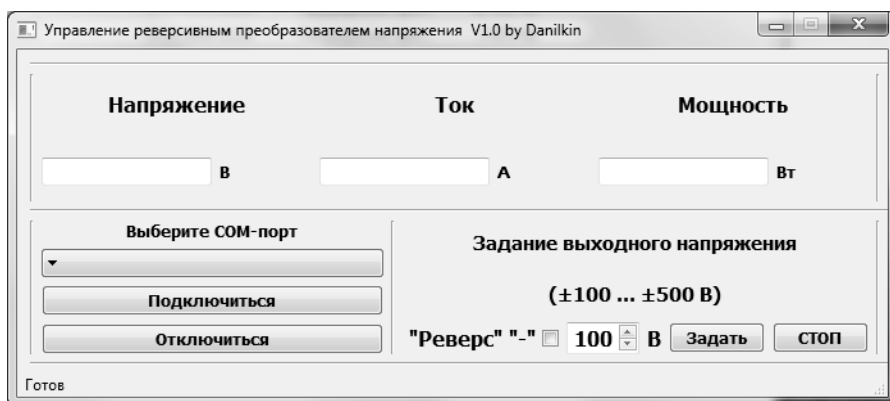 Управление реверсивным преобразователем напряжения V1.0 by Danilkin
Напряжение Ток Мощность
В А Вт
Выберите COM-порт
Задание выходного напряжения
(±100 ... ±500 В)
Подключиться
Отключиться
"Реверс" "-" 100 В Задать СТОП
Готов